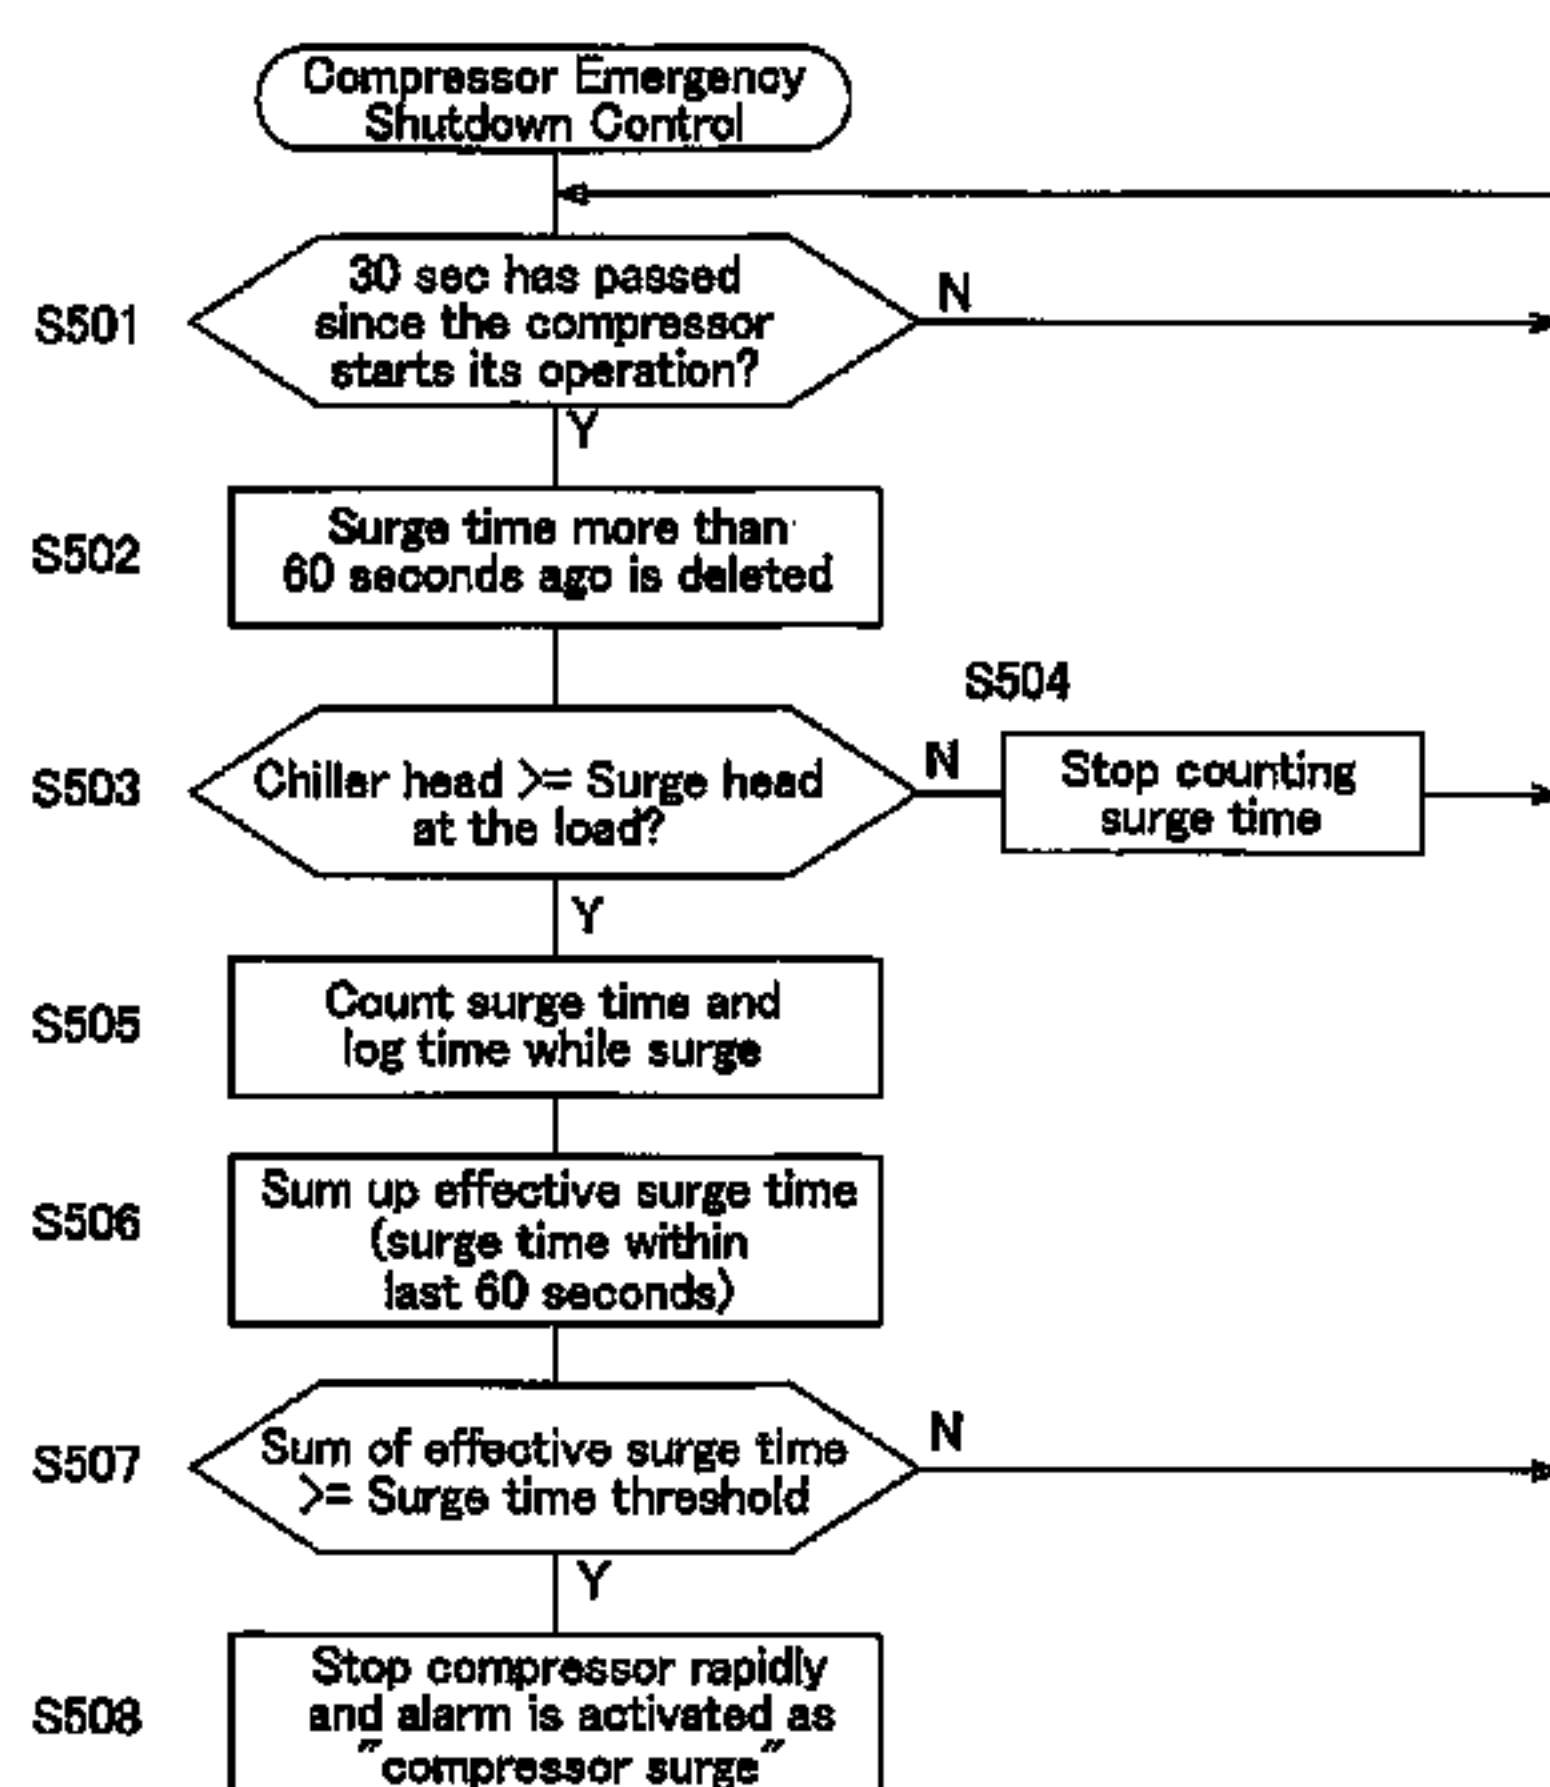 Compressor Emergency
Shutdown Control
S501
30 sec has passed
since the compressor
starts its operation?
N
Y
S502
Surge time more than
60 seconds ago is deleted
S503
Chiller head >= Surge head
at the load?
N
S504
Stop counting
surge time
Y
S505
Count surge time and
log time while surge
S506
Sum up effective surge time
(surge time within
last 60 seconds)
S507
Sum of effective surge time
>= Surge time threshold
N
Y
S508
Stop compressor rapidly
and alarm is activated as
"compressor surge"